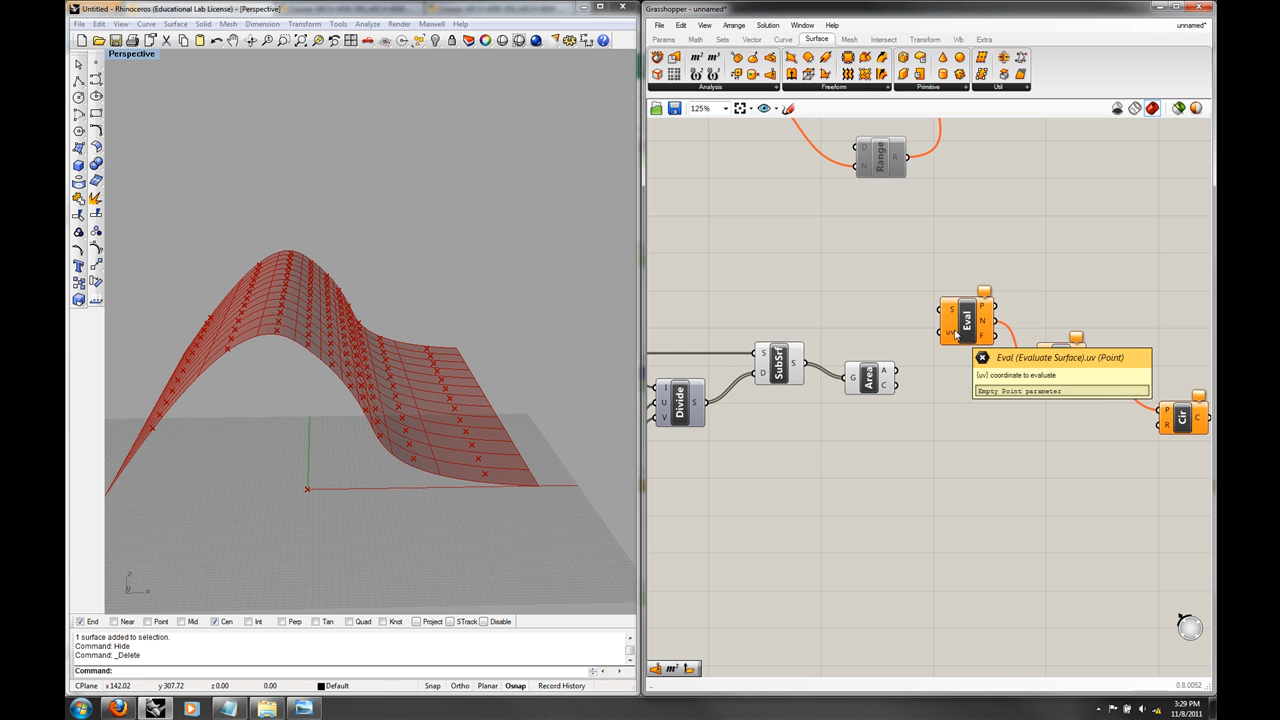 Untitled - Rhinoceros (Educational Lab License) - [Perspective]
File Edit View Curve Surface Solid Mesh Dimension Transform Tools Analyze Render Maxwell Help
Perspective
z
x
End Near Point Mid Cen Int Perp Tan Quad Knot Project STrack Disable
1 surface added to selection.
Command: Hide
Command: _Delete
Command:
CPlane x 142.02 y 307.72 z 0.00 0.00 Default Snap Ortho Planar Osnap Record History
Grasshopper - unnamed*
File Edit View Arrange Solution Window Help unnamed*
Params Math Sets Vector Curve Surface Mesh Intersect Transform Wb Extra
Analysis Freeform Primitive Util
125%
D
N
Range
R
S
uv
Eval
P
N
F
Eval (Evaluate Surface).uv (Point)
{uv} coordinate to evaluate
Empty Point parameter
S
D
SubSrf
S
G
Area
A
C
I
U
V
Divide
S
P
R
Cir
C
0.8.0052
3:29 PM
11/8/2011